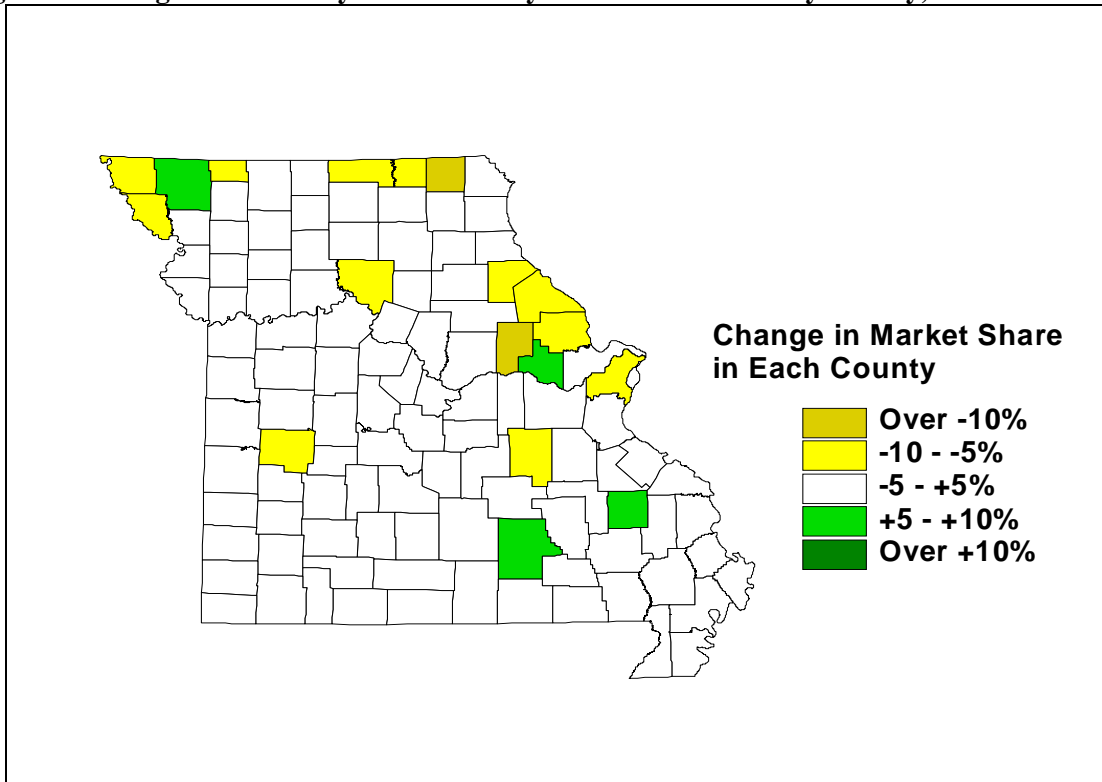 Change in Market Share
in Each County
Over -10%
-10 - -5%
-5 - +5%
+5 - +10%
Over +10%